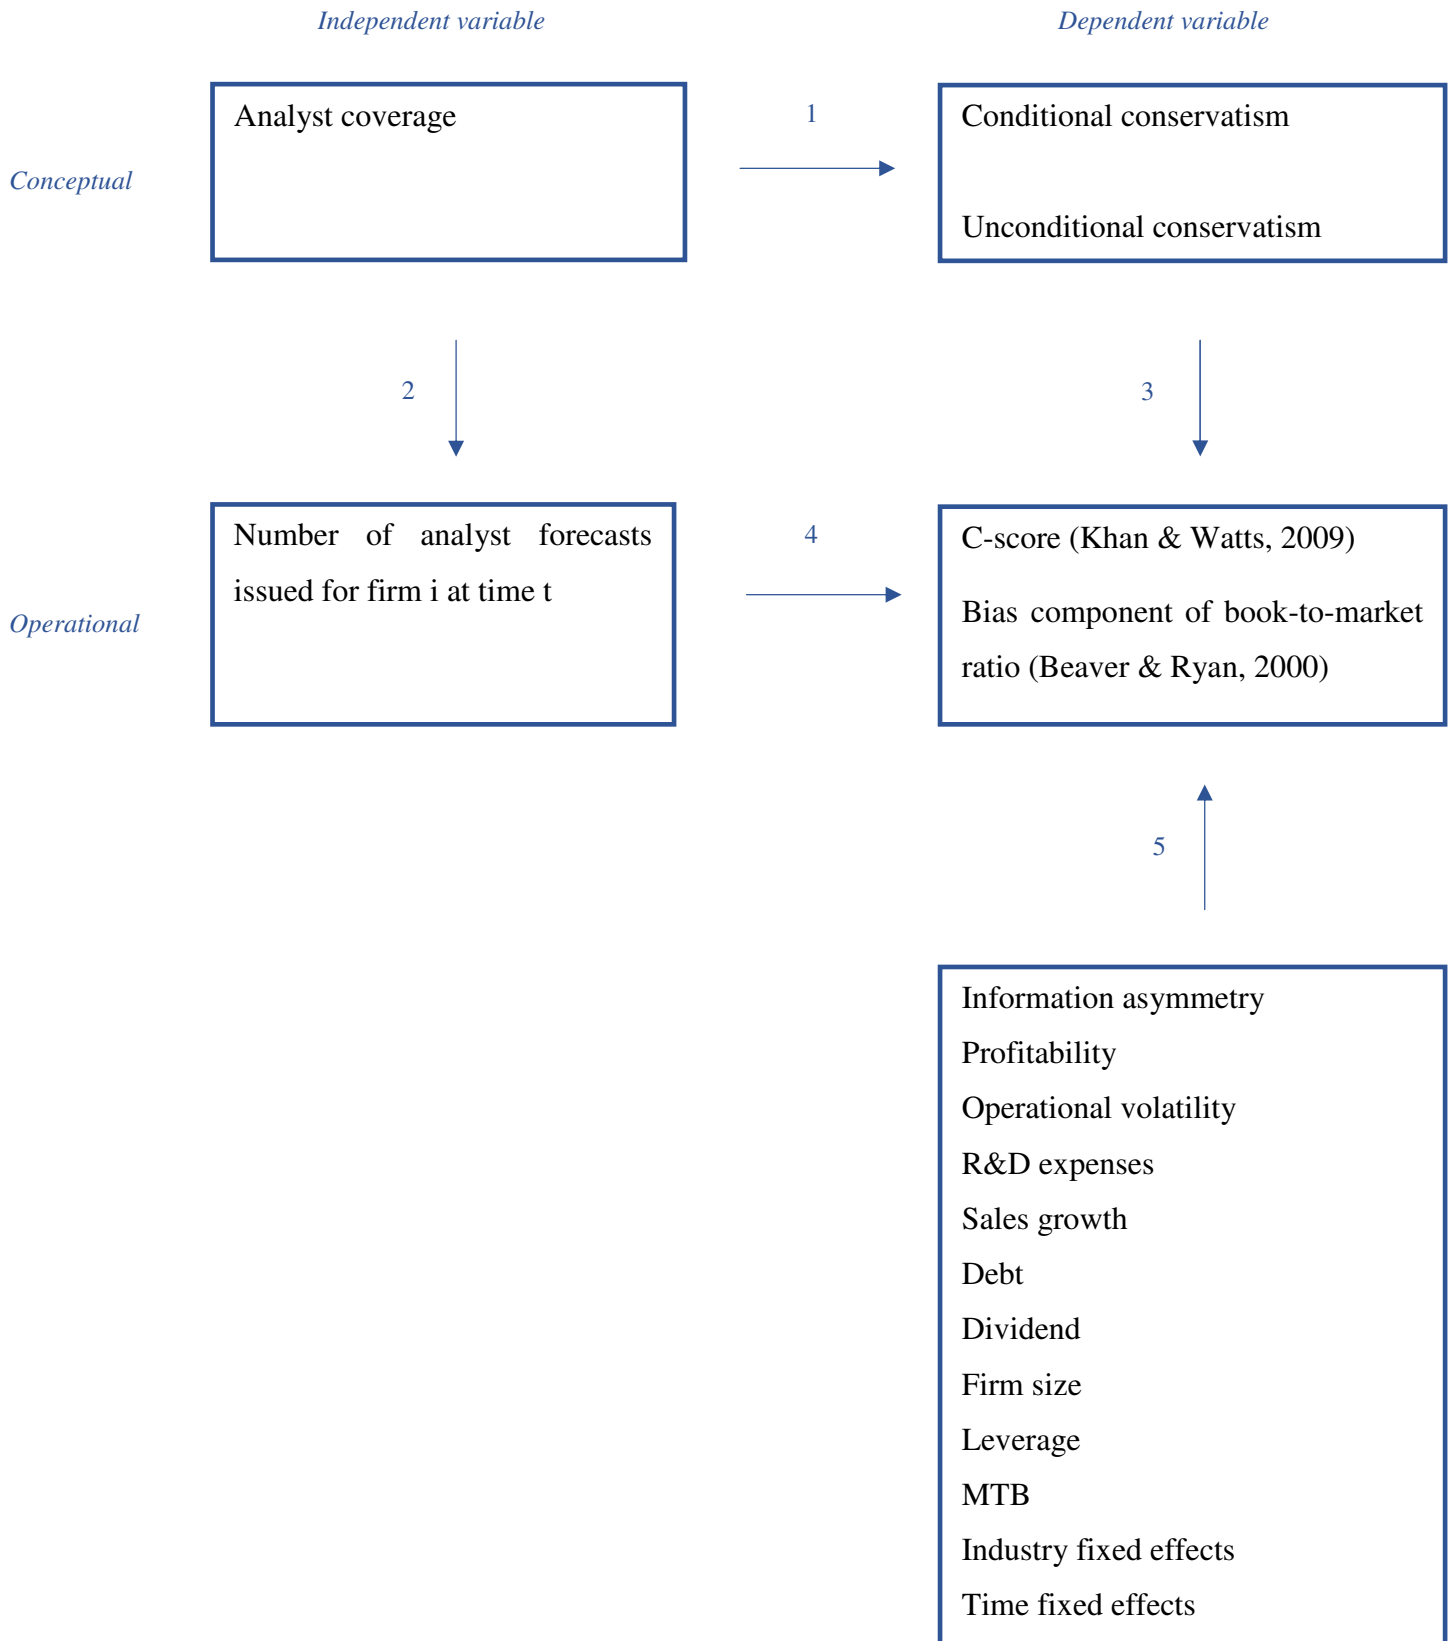 Independent variable
Dependent variable
Analyst coverage
1
Conditional conservatism
Conceptual
Unconditional conservatism
2
3
Number of analyst forecasts
issued for firm i at time t
4
C-score (Khan & Watts, 2009)
Bias component of book-to-market
ratio (Beaver & Ryan, 2000)
Operational
5
Information asymmetry
Profitability
Operational volatility
R&D expenses
Sales growth
Debt
Dividend
Firm size
Leverage
MTB
Industry fixed effects
Time fixed effects